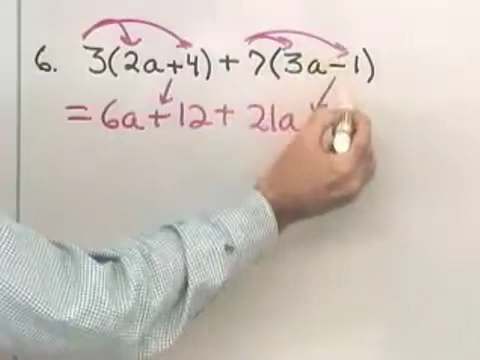 6. 3(2a+4) + 7(3a-1)
= 6a + 12 + 21a